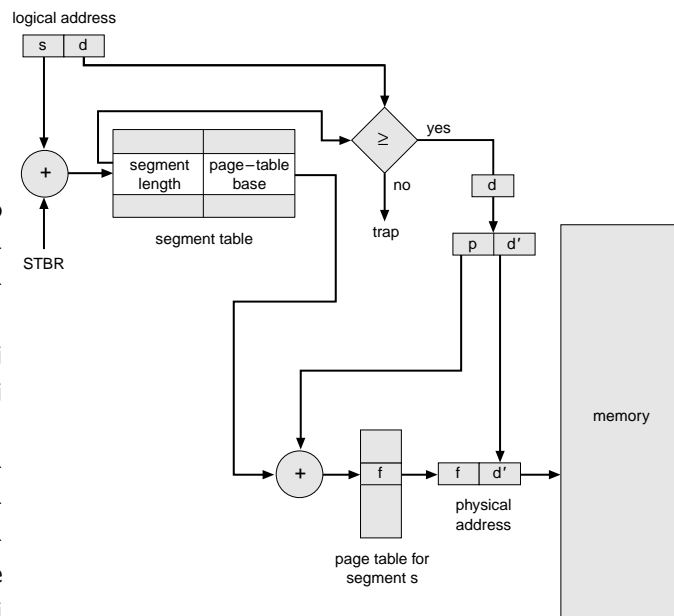 logical address
s d
≥
yes
segment length
page–table base
+
d
no
trap
segment table
STBR
p d′
memory
+
f
f d′
physical address
page table for segment s